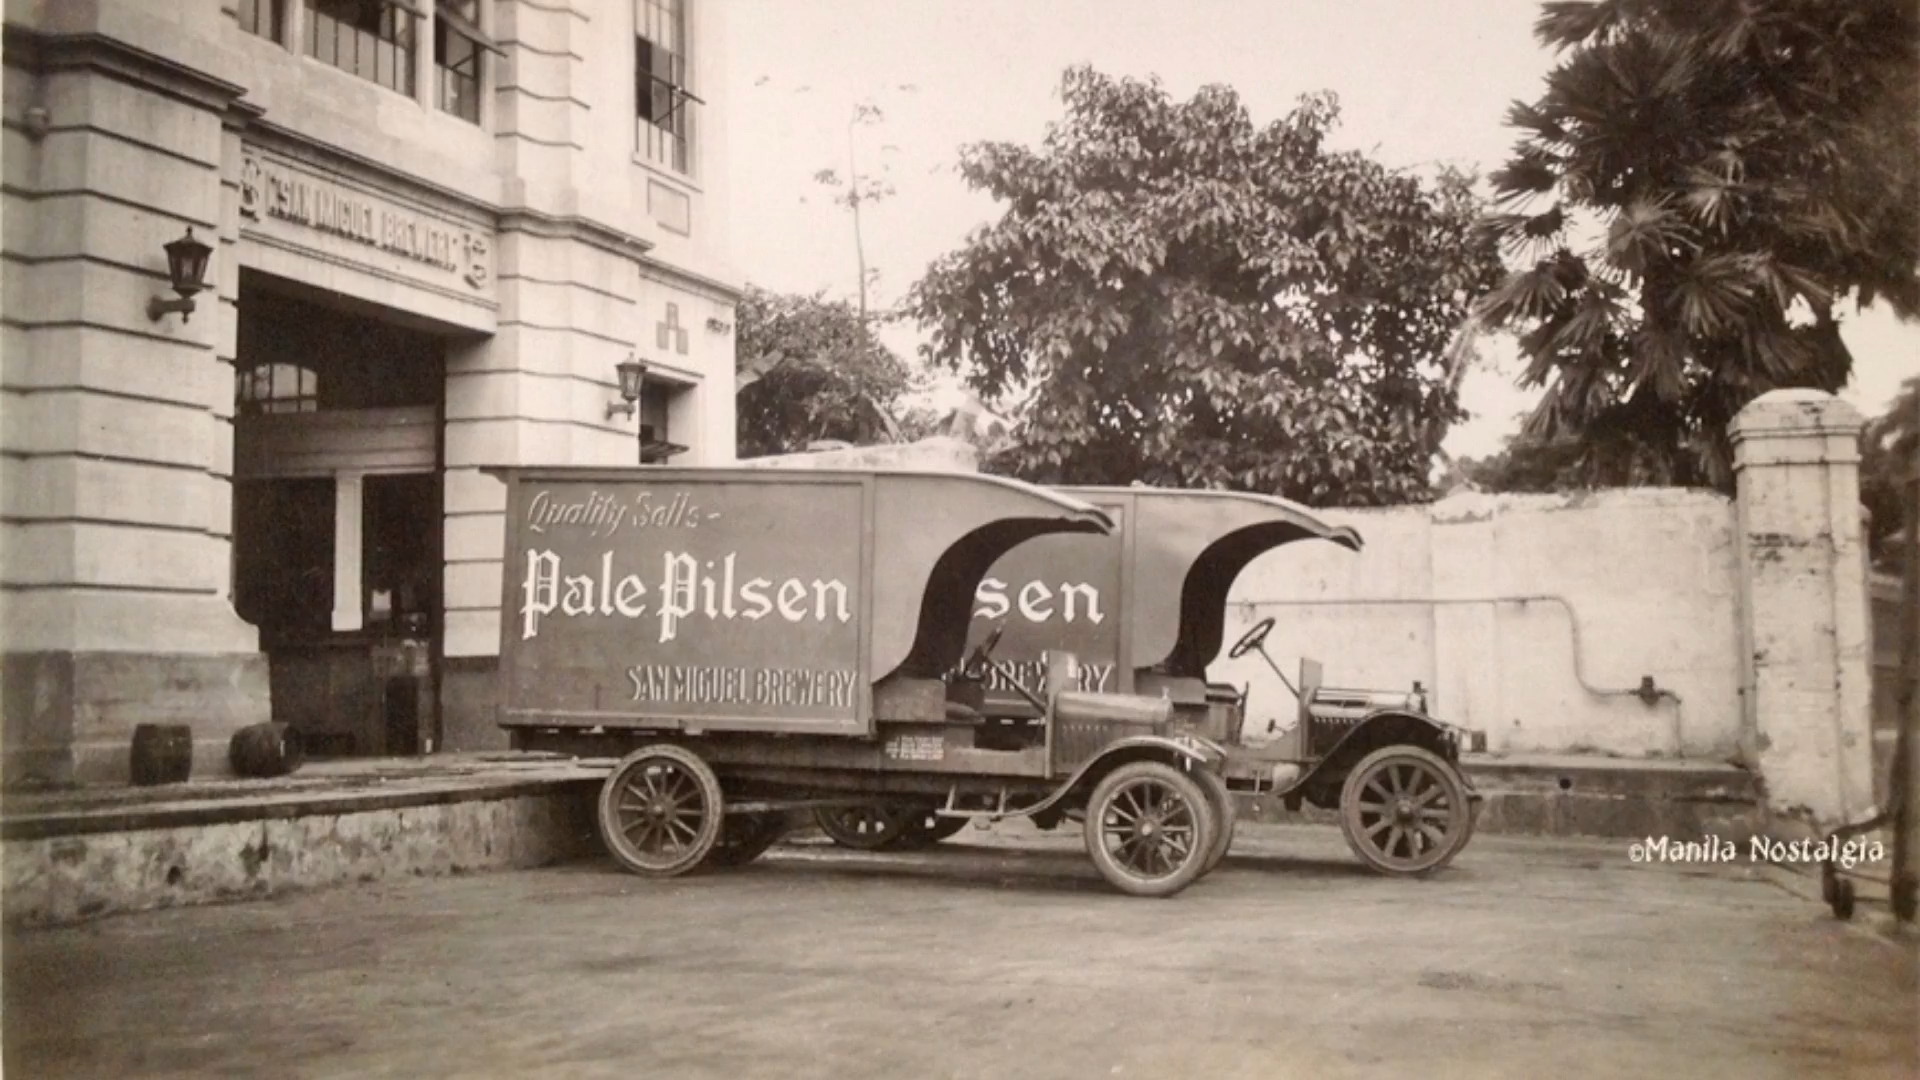 SAN MIGUEL BREWERY
Quality Sells-
Pale Pilsen
SAN MIGUEL BREWERY
sen
BREWERY
©Manila Nostalgia